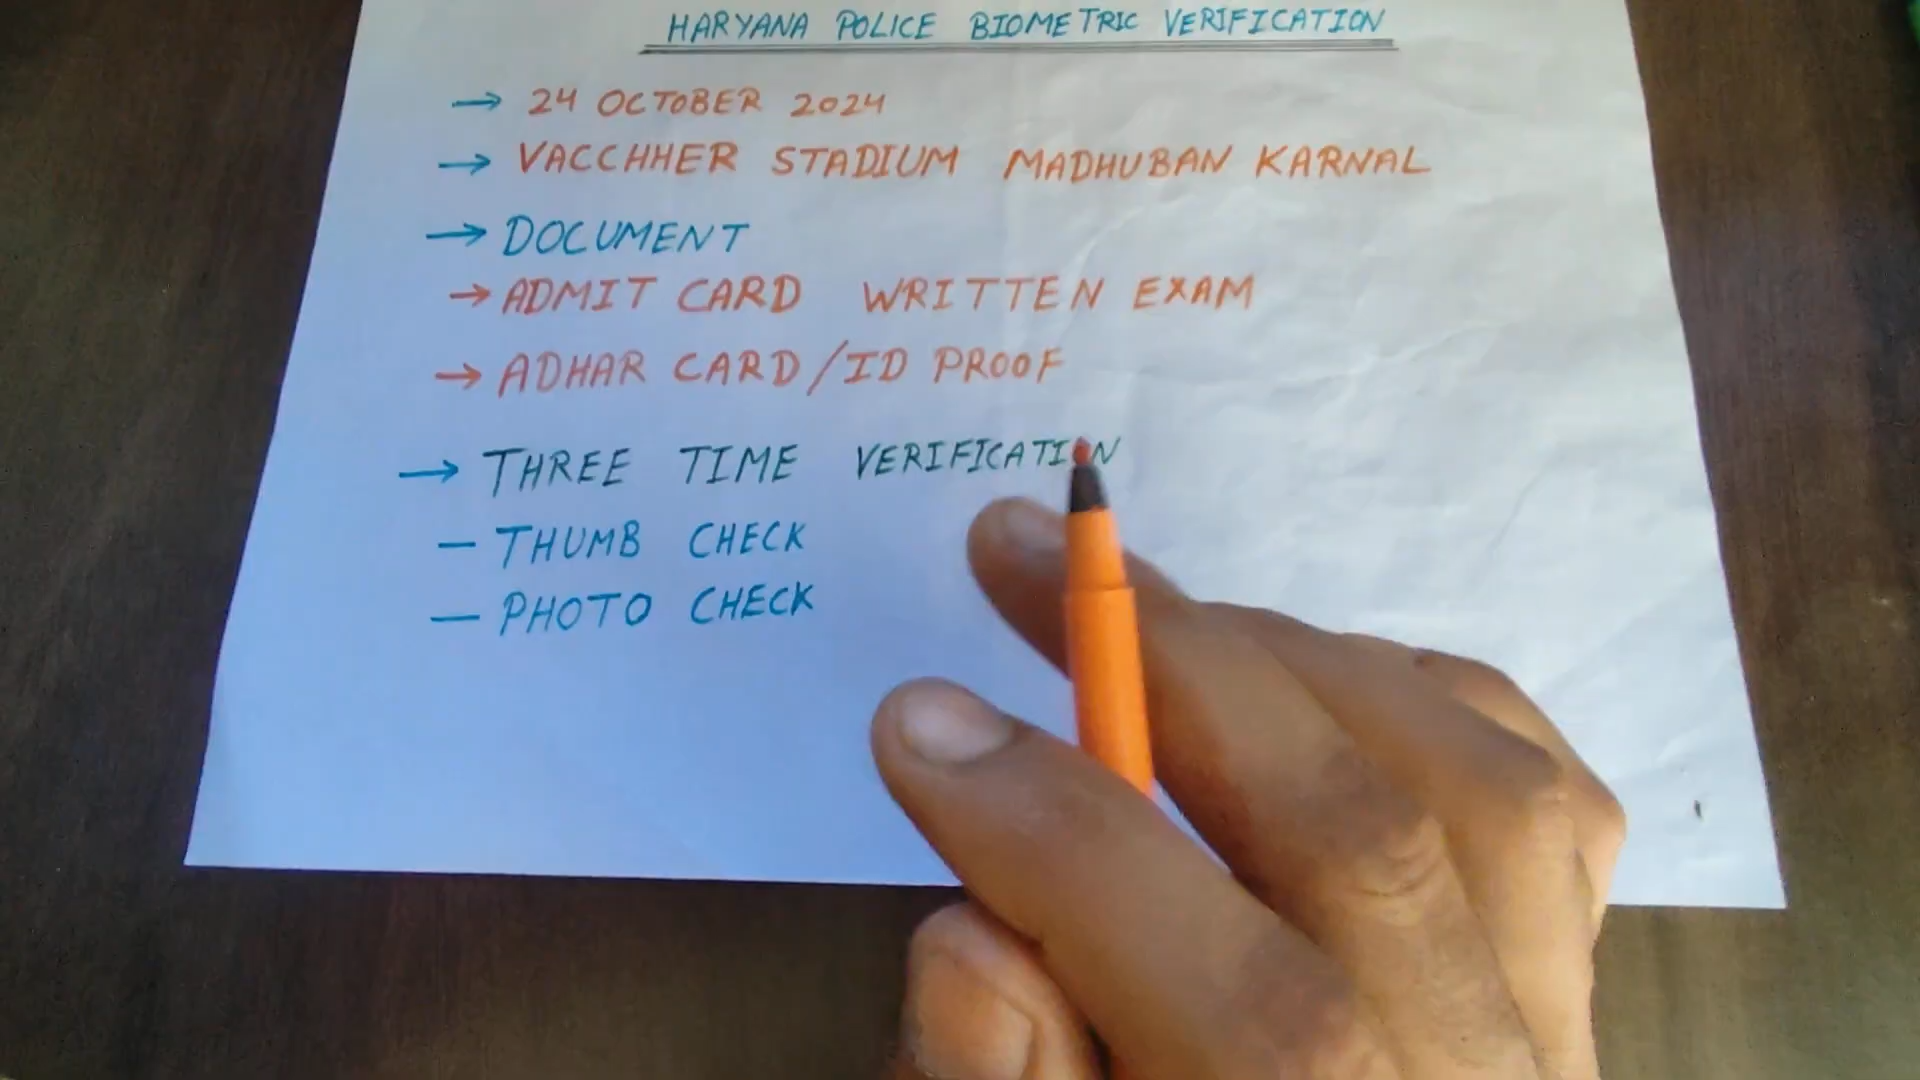 HARYANA POLICE BIOMETRIC VERIFICATION
→ 24 OCTOBER 2024
→ VACCHHER STADIUM MADHUBAN KARNAL
→ DOCUMENT
→ ADMIT CARD WRITTEN EXAM
→ ADHAR CARD/ID PROOF
→ THREE TIME VERIFICATION
— THUMB CHECK
— PHOTO CHECK